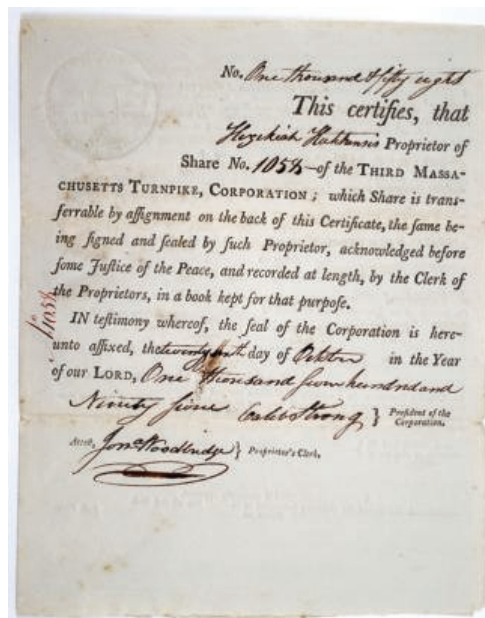 No. One thousand & fifty eight
This certifies, that
Hezekiah Proprietor of
Share No. 1058 of the THIRD MASSA-
CHUSETTS TURNPIKE, CORPORATION; which Share is trans-
ferrable by aſſignment on the back of this Certificate, the ſame be-
ing ſigned and ſealed by ſuch Proprietor, acknowledged before
ſome Juſtice of the Peace, and recorded at length, by the Clerk of
the Proprietors, in a book kept for that purpoſe.
IN teſtimony whereof, the ſeal of the Corporation is here-
unto affixed, the day of October in the Year
of our LORD, One thousand seven hundred and
Ninety seven Caleb Strong } Preſident of the
Corporation.
Atteſt, Jon. Woodbridge } Proprietor's Clerk.
1058